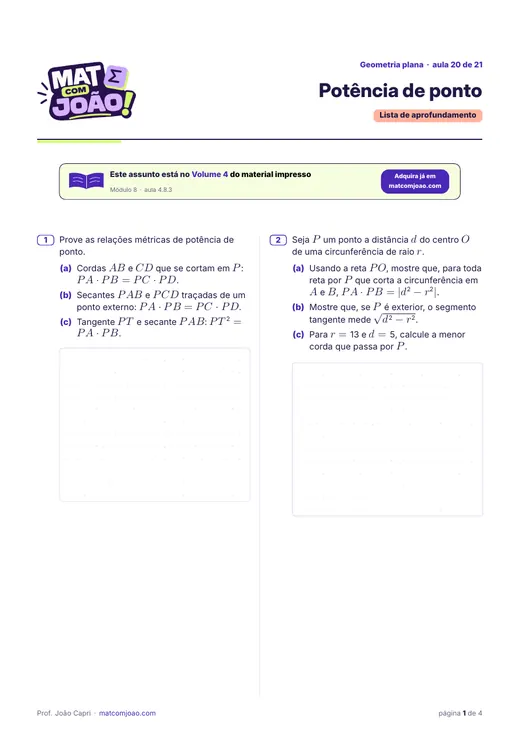 MAT Σ
COM
JOÃO!
Geometria plana · aula 20 de 21
Potência de ponto
Lista de aprofundamento
Este assunto está no Volume 4 do material impresso
Módulo 8 · aula 4.8.3
Adquira já em
matcomjoao.com
1 Prove as relações métricas de potência de
ponto.
(a) Cordas AB e CD que se cortam em P:
PA · PB = PC · PD.
(b) Secantes PAB e PCD traçadas de um
ponto externo: PA · PB = PC · PD.
(c) Tangente PT e secante PAB: PT² =
PA · PB.
2 Seja P um ponto a distância d do centro O
de uma circunferência de raio r.
(a) Usando a reta PO, mostre que, para toda
reta por P que corta a circunferência em
A e B, PA · PB = |d² − r²|.
(b) Mostre que, se P é exterior, o segmento
tangente mede √(d² − r²).
(c) Para r = 13 e d = 5, calcule a menor
corda que passa por P.
Prof. João Capri · matcomjoao.com
página 1 de 4